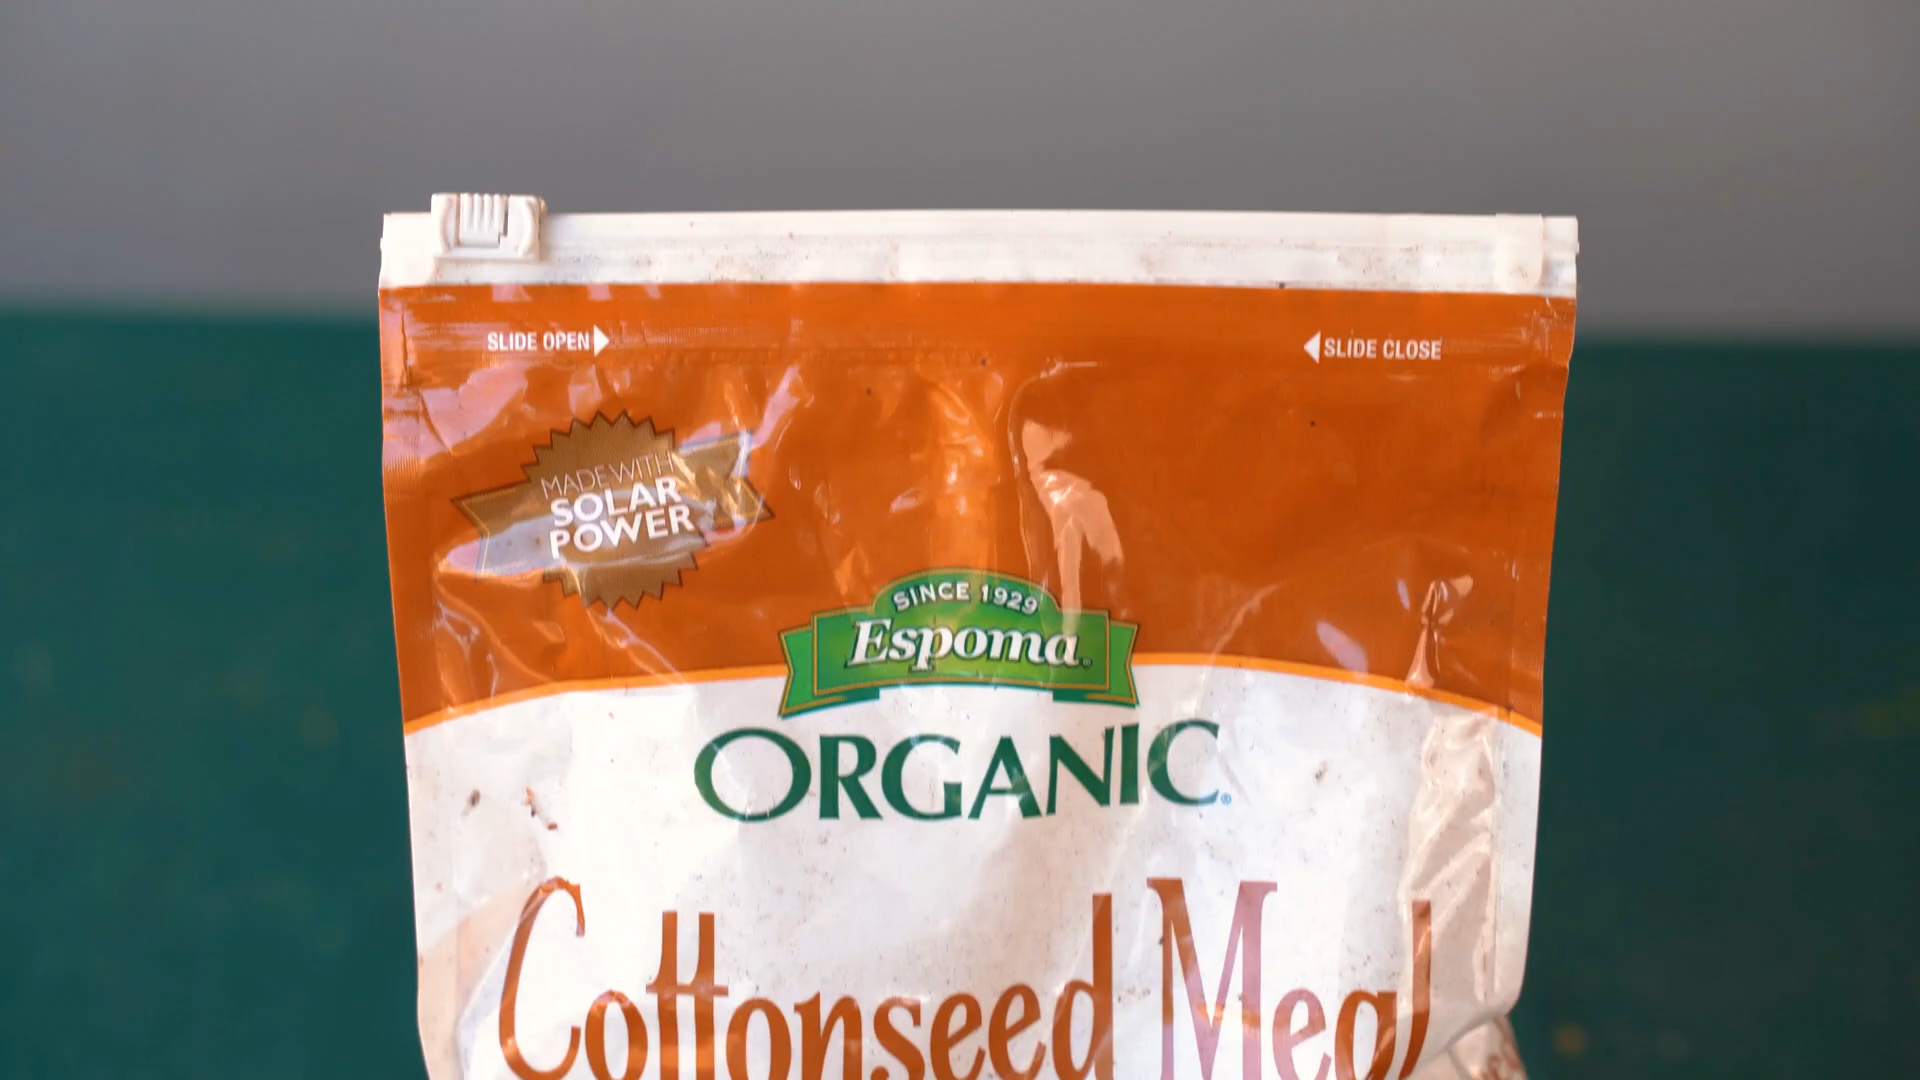 SLIDE OPEN
SLIDE CLOSE
MADE WITH
SOLAR
POWER
SINCE 1929
Espoma®
ORGANIC®
Cottonseed Meal